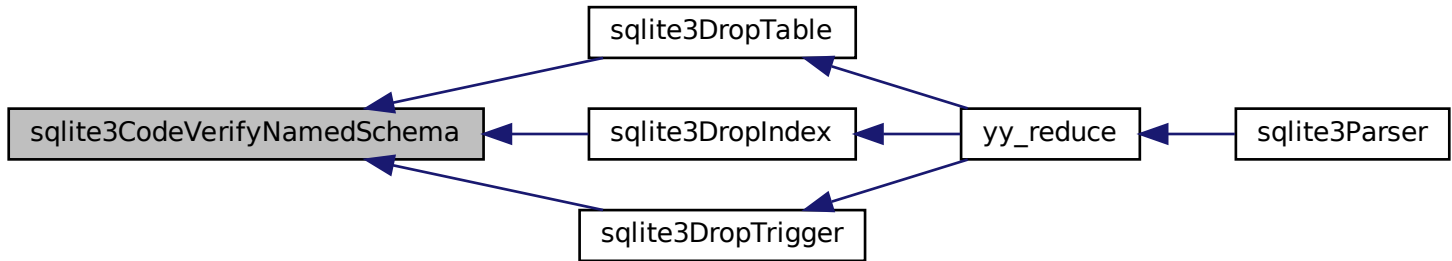 sqlite3DropTable
sqlite3CodeVerifyNamedSchema
sqlite3DropIndex
yy_reduce
sqlite3Parser
sqlite3DropTrigger